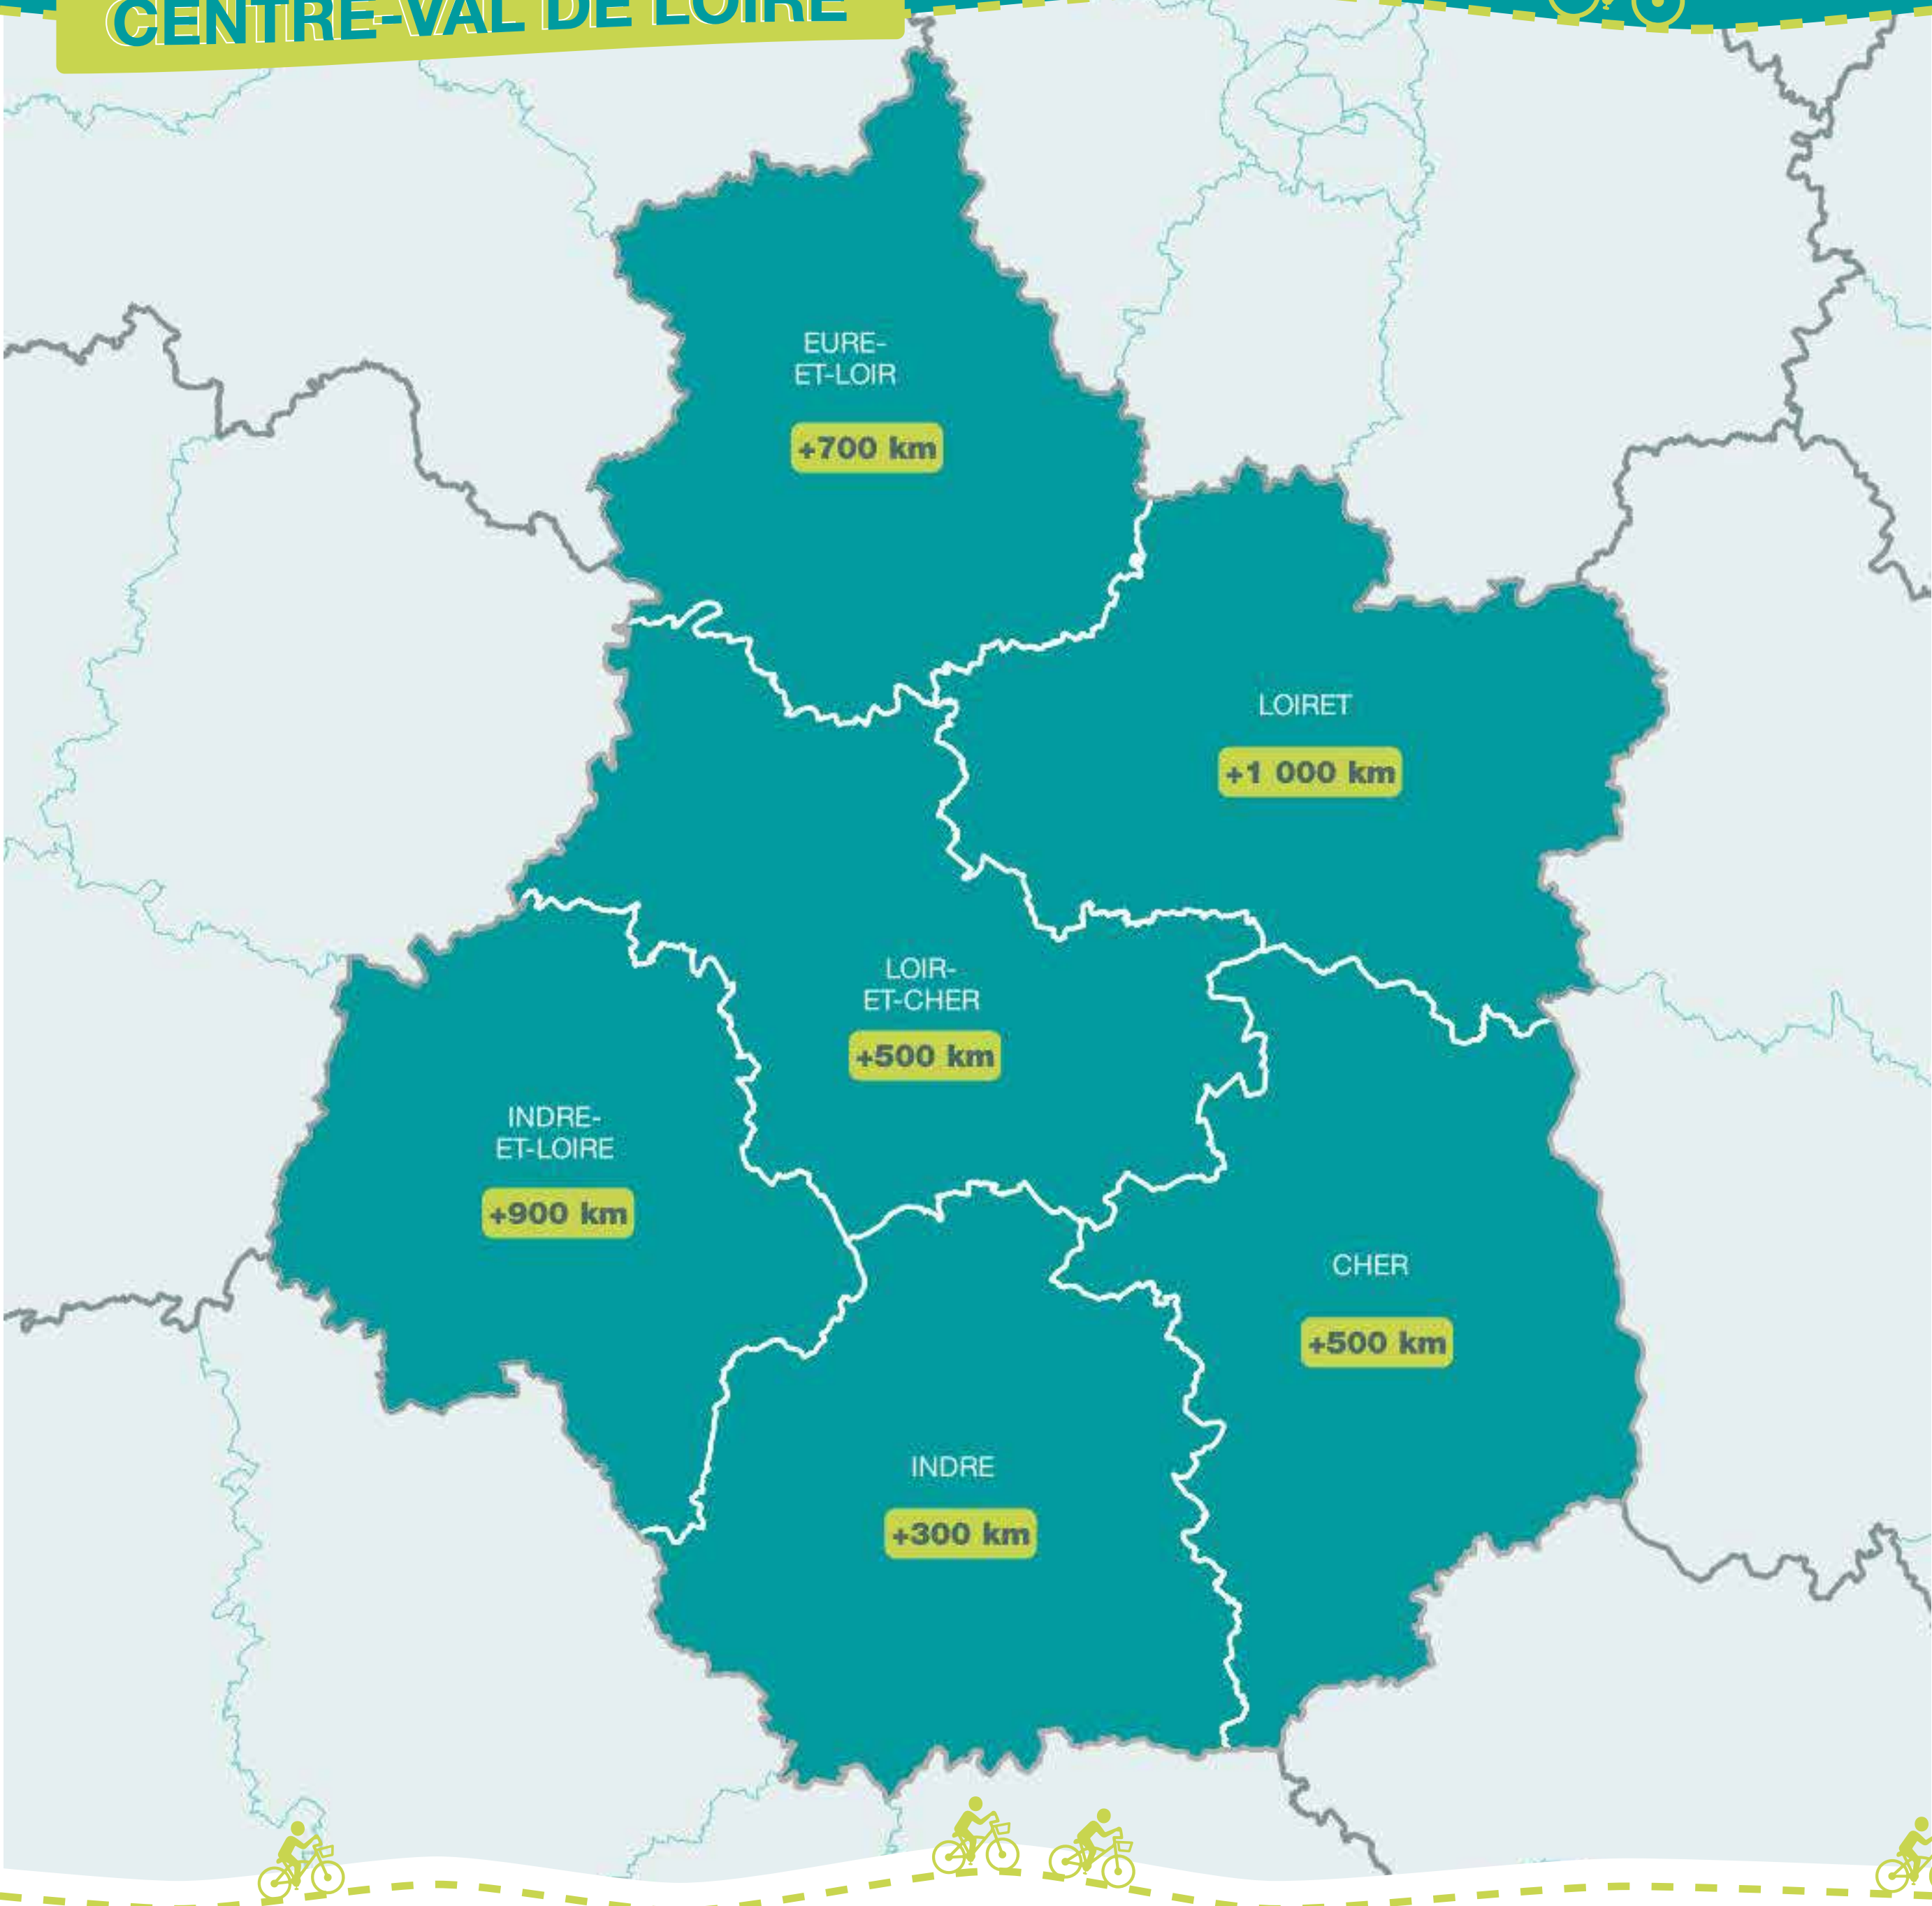 CENTRE-VAL DE LOIRE
EURE-
ET-LOIR
+700 km
LOIRET
+1 000 km
LOIR-
ET-CHER
+500 km
INDRE-
ET-LOIRE
+900 km
CHER
+500 km
INDRE
+300 km